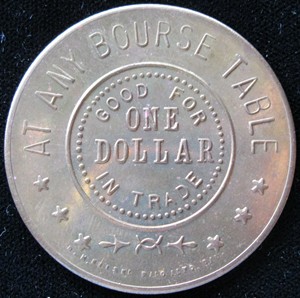 AT ANY BOURSE TABLE
GOOD FOR
ONE
DOLLAR
IN TRADE